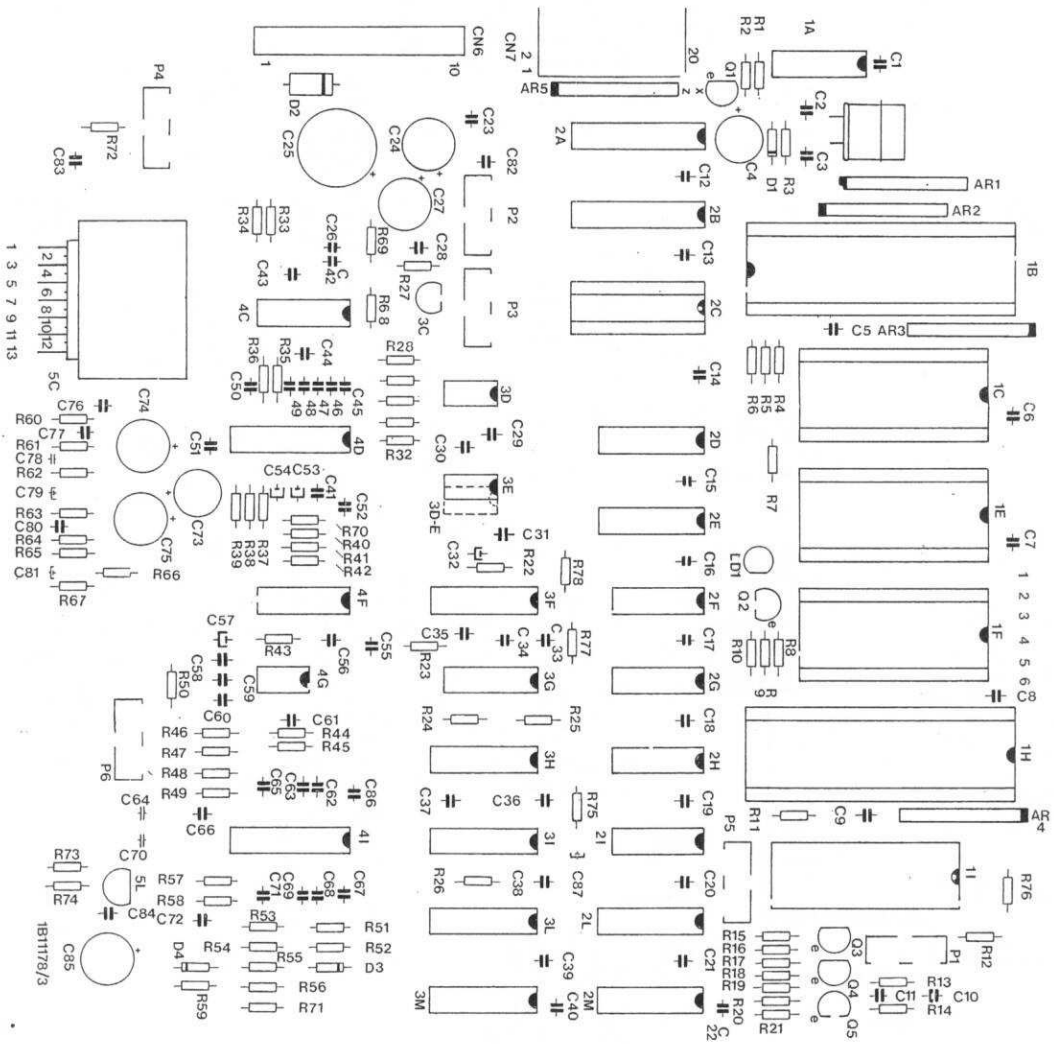 CN6
1
10
CN7
2
1
20
AR5
z
x
e
Q1
R2
R1
1A
C1
P4
R72
C83
D2
C25
C24
C23
C82
C27
2A
C12
C2
C3
C4
D1
R3
AR1
AR2
R34
R33
C26
C
42
R69
C28
P2
2B
C13
1B
1
3
5
7
9
11
13
2
4
6
8
10
12
5C
C43
4C
R68
R27
3C
P3
2C
C5
AR3
R36
R35
C44
C50
49
48
47
46
C45
R28
R32
3D
C14
R6
R5
R4
1C
C6
C76
R60
C77
R61
C78
R62
C79
R63
C80
R64
R65
C81
R66
R67
C74
C51
C73
C75
4D
C30
C29
2D
R7
C54
C53
C41
C52
3E
3D-E
C15
2E
1E
C7
R39
R38
R37
R70
R40
R41
R42
C31
C32
R22
R78
C16
LD1
Q2
e
4F
3F
2F
1F
1
2
3
4
5
6
C57
C58
C59
C60
R43
C56
C55
C35
R23
C
34
C
33
R77
C17
R10
R
9
R8
C8
R50
4G
3G
2G
P6
R46
R47
R48
R49
C61
R44
R45
R24
R25
C18
3H
2H
1H
C64
C65
C63
C62
C86
C37
C36
R75
C19
P5
R11
C9
AR
4
C66
C70
4I
3I
2I
1I
R76
R73
R74
5L
C84
R57
R58
C72
C71
C69
C68
C67
R26
C38
C87
C20
1B11178/3
C85
D4
R53
R54
R55
R56
R71
R59
R51
R52
D3
3L
2L
R15
R16
R17
R18
R19
R20
R21
Q3
e
Q4
e
Q5
e
P1
R12
R13
C11
C10
R14
C39
C21
3M
C40
2M
C
22